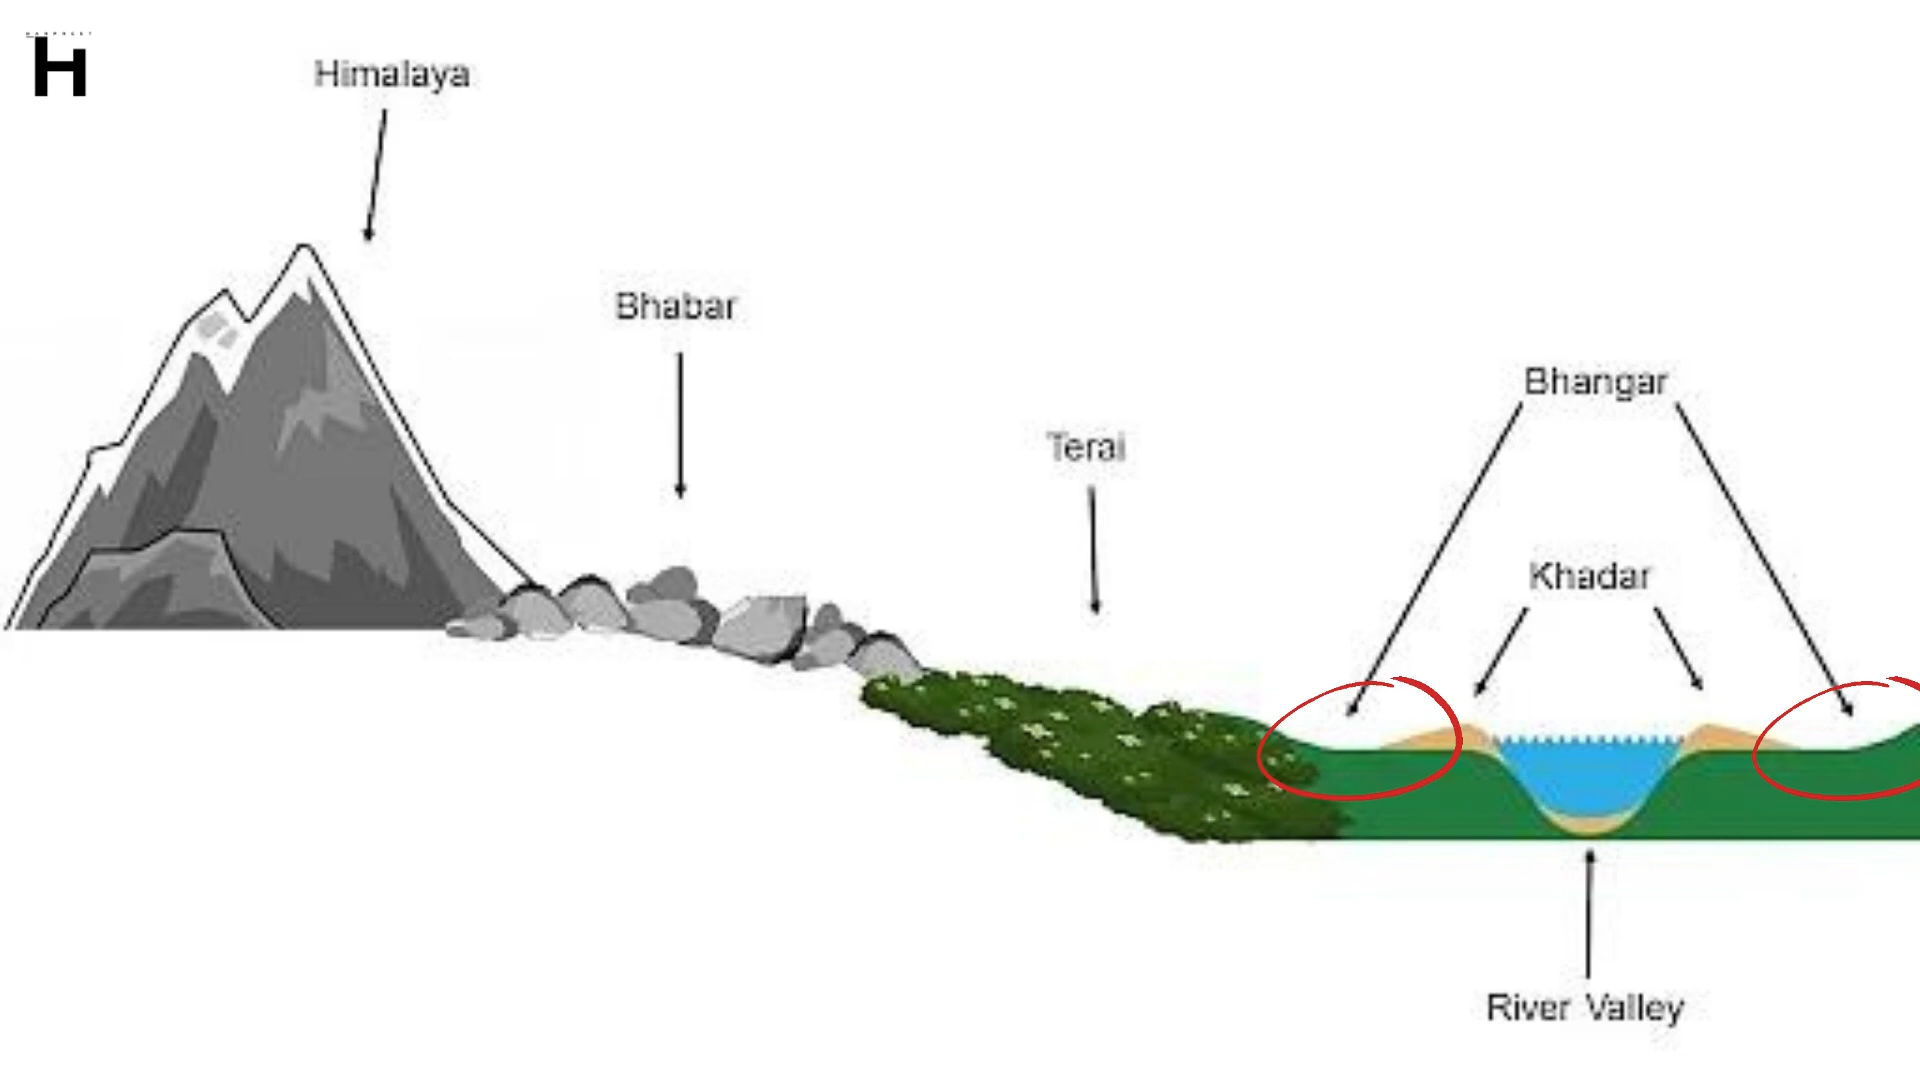 H
Himalaya
Bhabar
Bhangar
Terai
Khadar
River Valley